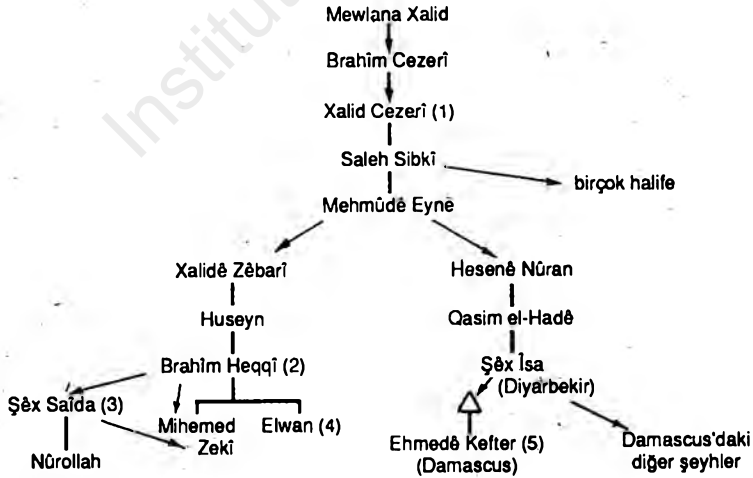 Mewlana Xalid
Brahîm Cezerî
Xalid Cezerî (1)
Saleh Sibkî
birçok halife
Mehmûdê Eynê
Xalidê Zêbarî
Hesenê Nûran
Huseyn
Qasim el-Hadê
Brahîm Heqqî (2)
Şêx Îsa
(Diyarbekir)
Şêx Saîda (3)
Mihemed
Zekî
Elwan (4)
Nûrollah
Ehmedê Kefter (5)
(Damascus)
Damascus'daki
diğer şeyhler
Institut